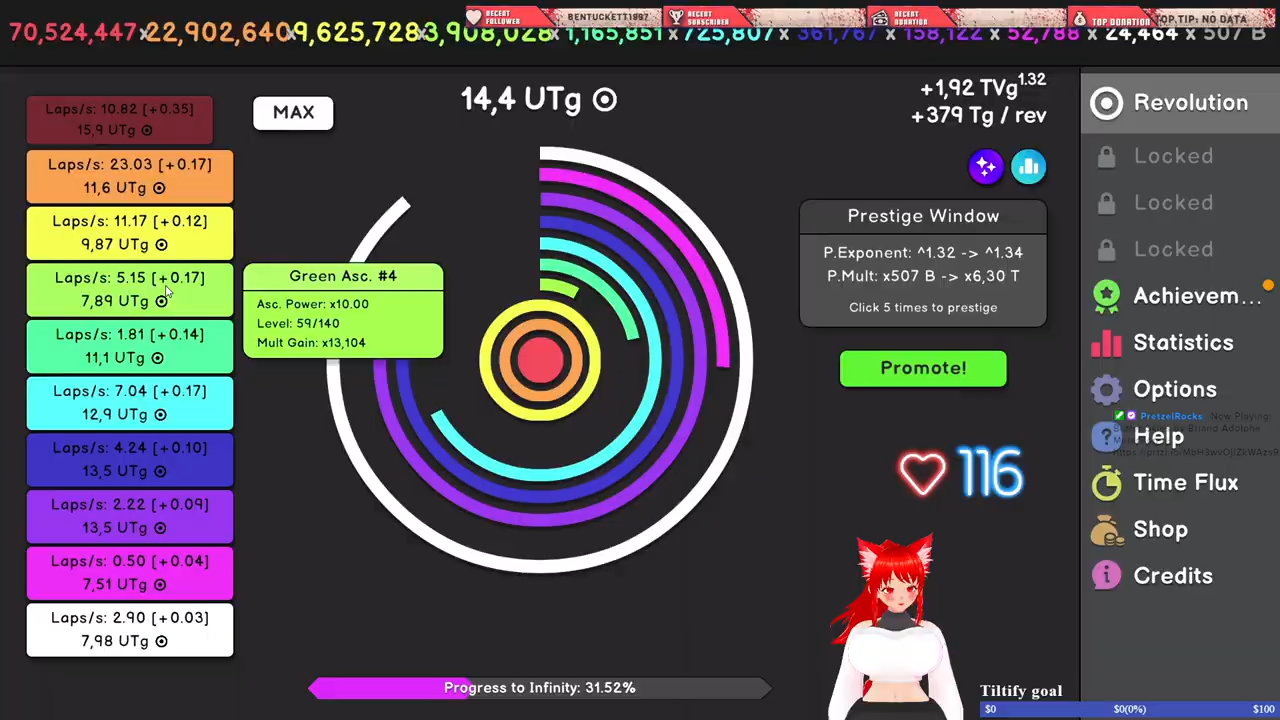 RECENT FOLLOWER
BENTUCKETT1997
RECENT SUBSCRIBER
RECENT DONATION
TOP DONATION
TOP TIP: NO DATA
70,524,447x22,902,640x9,625,728x3,908,028x 1,165,851 x 725,807 x 361,767 x 158,122 x 52,788 x 24,464 x 507 B
Laps/s: 10.82 [+0.35]
15,9 UTg
Laps/s: 23.03 [+0.17]
11,6 UTg
Laps/s: 11.17 [+0.12]
9,87 UTg
Laps/s: 5.15 [+0.17]
7,89 UTg
Laps/s: 1.81 [+0.14]
11,1 UTg
Laps/s: 7.04 [+0.17]
12,9 UTg
Laps/s: 4.24 [+0.10]
13,5 UTg
Laps/s: 2.22 [+0.09]
13,5 UTg
Laps/s: 0.50 [+0.04]
7,51 UTg
Laps/s: 2.90 [+0.03]
7,98 UTg
MAX
Green Asc. #4
Asc. Power: x10.00
Level: 59/140
Mult Gain: x13,104
14,4 UTg
+1,92 TVg^1.32
+379 Tg / rev
Prestige Window
P.Exponent: ^1.32 -> ^1.34
P.Mult: x507 B -> x6,30 T
Click 5 times to prestige
Promote!
116
Progress to Infinity: 31.52%
Revolution
Locked
Locked
Locked
Achievem...
Statistics
Options
PretzelRocks Now Playing:
Help
Time Flux
Shop
Credits
Tiltify goal
$0
$0(0%)
$100